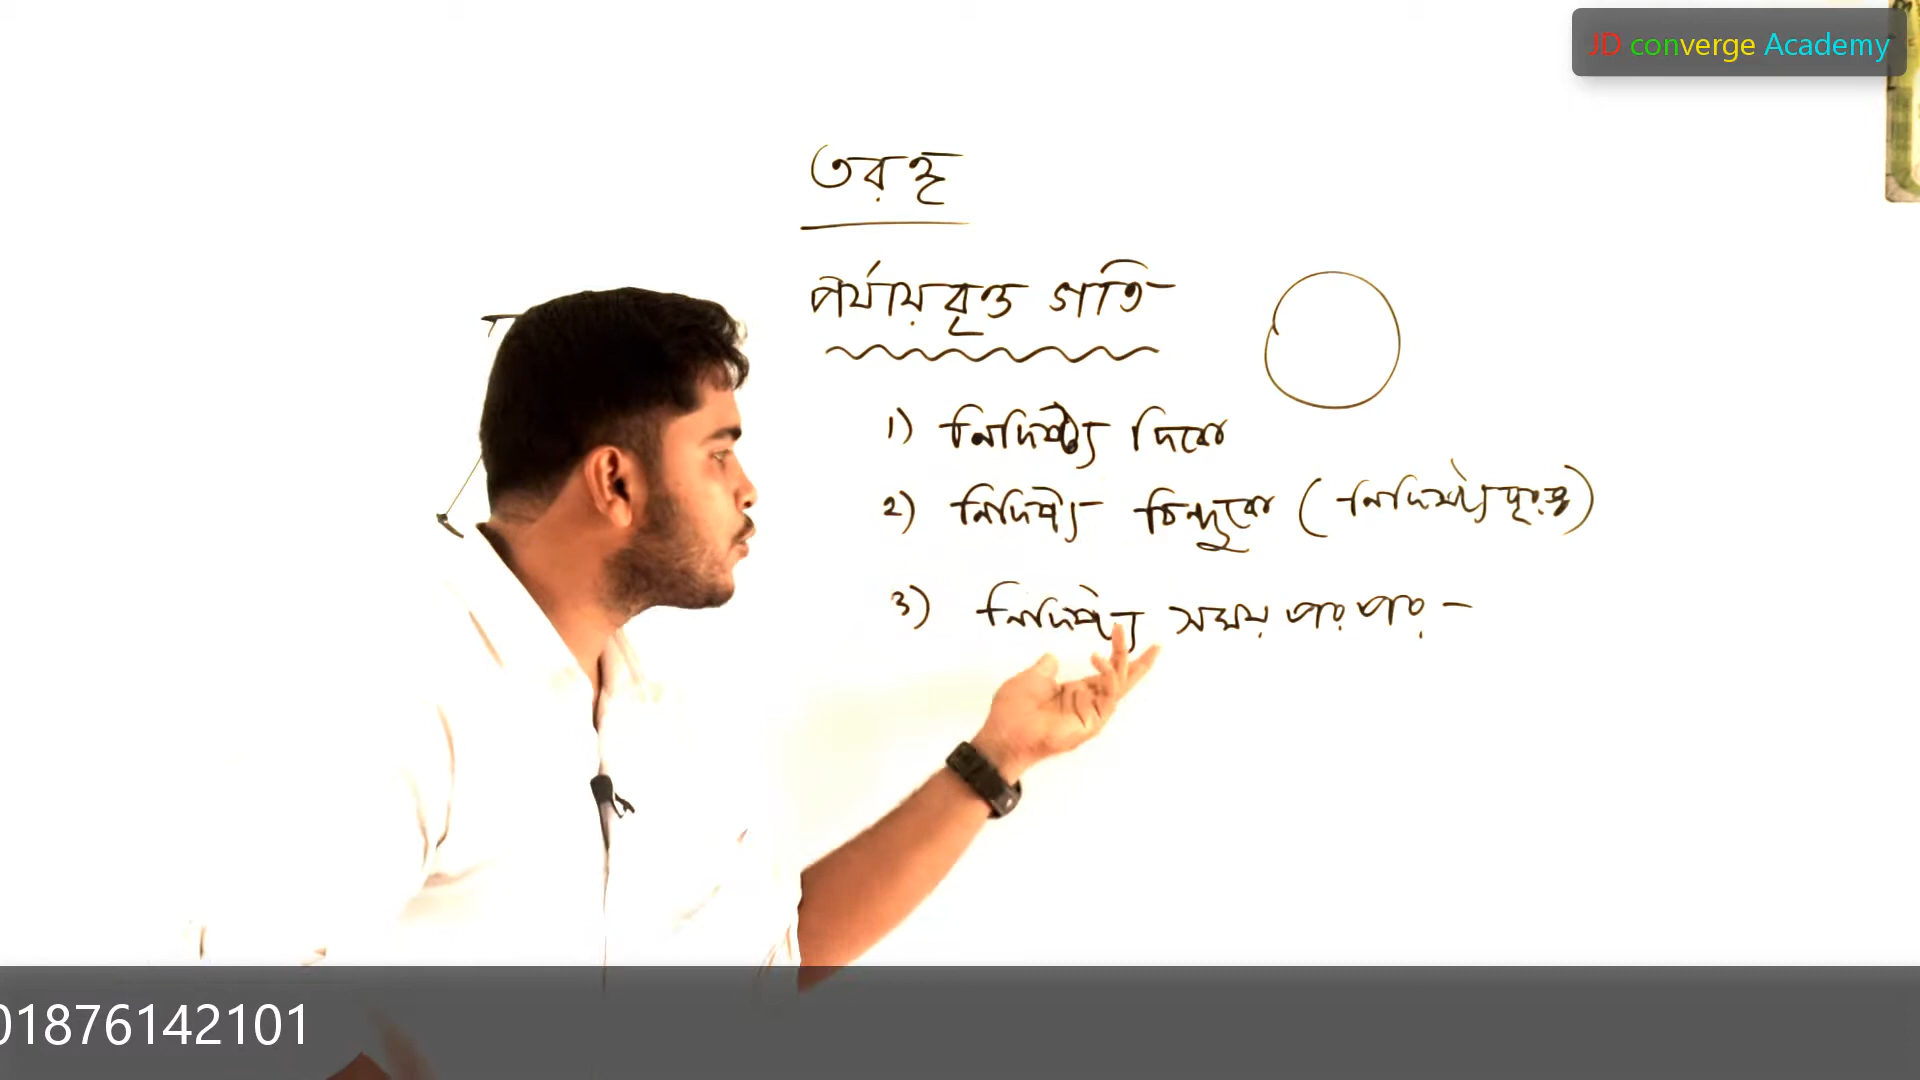 JD converge Academy
তরঙ্গ
পর্যায়বৃত্ত গতি
1) নির্দিষ্ট দিকে
2) নির্দিষ্ট বিন্দুকে (নির্দিষ্ট দূরত্ব)
3) নির্দিষ্ট সময় পর পর -
01876142101